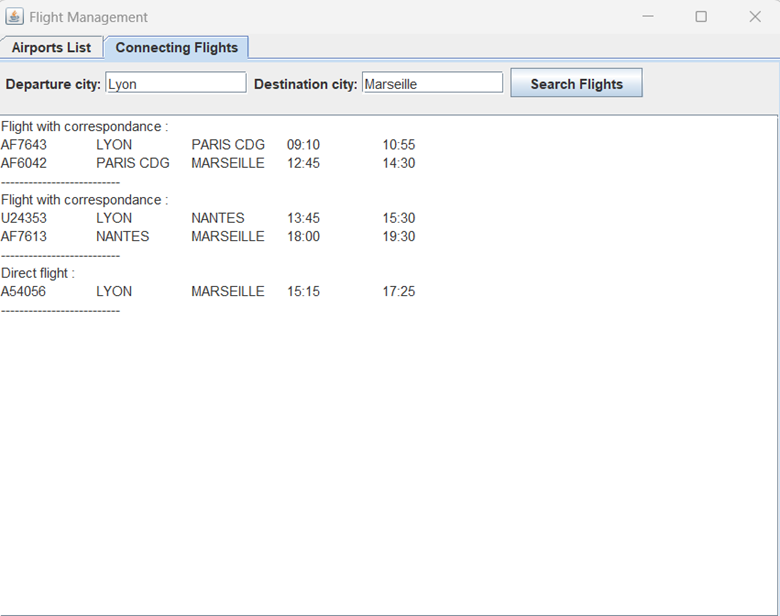 Flight Management
Airports List Connecting Flights
Departure city: Lyon Destination city: Marseille Search Flights
Flight with correspondance :
AF7643 LYON PARIS CDG 09:10 10:55
AF6042 PARIS CDG MARSEILLE 12:45 14:30
--------------------------
Flight with correspondance :
U24353 LYON NANTES 13:45 15:30
AF7613 NANTES MARSEILLE 18:00 19:30
--------------------------
Direct flight :
A54056 LYON MARSEILLE 15:15 17:25
--------------------------